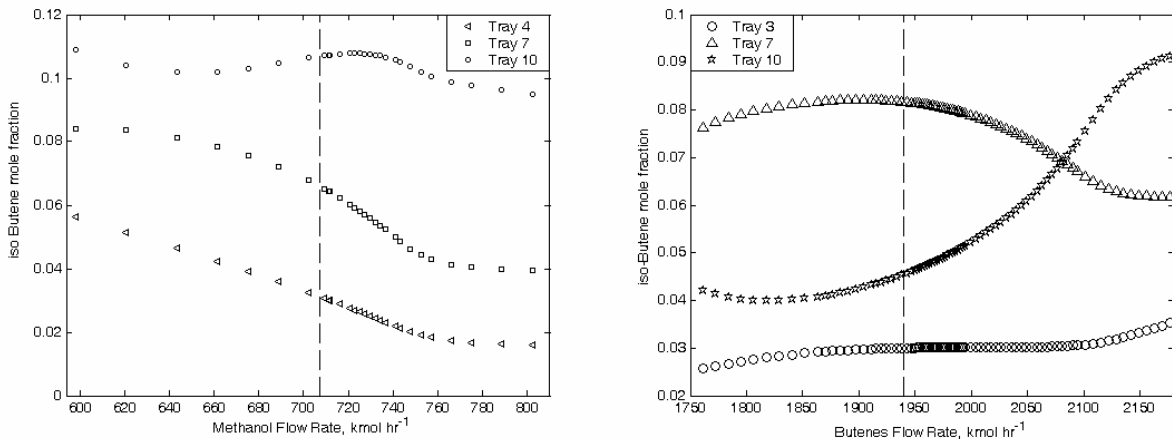 Tray 4
Tray 7
Tray 10
0.12
0.1
0.08
0.06
0.04
0.02
0
iso Butene mole fraction
600 620 640 660 680 700 720 740 760 780 800
Methanol Flow Rate, kmol hr⁻¹
Tray 3
Tray 7
Tray 10
0.1
0.09
0.08
0.07
0.06
0.05
0.04
0.03
0.02
iso-Butene mole fraction
1750 1800 1850 1900 1950 2000 2050 2100 2150
Butenes Flow Rate, kmol hr⁻¹